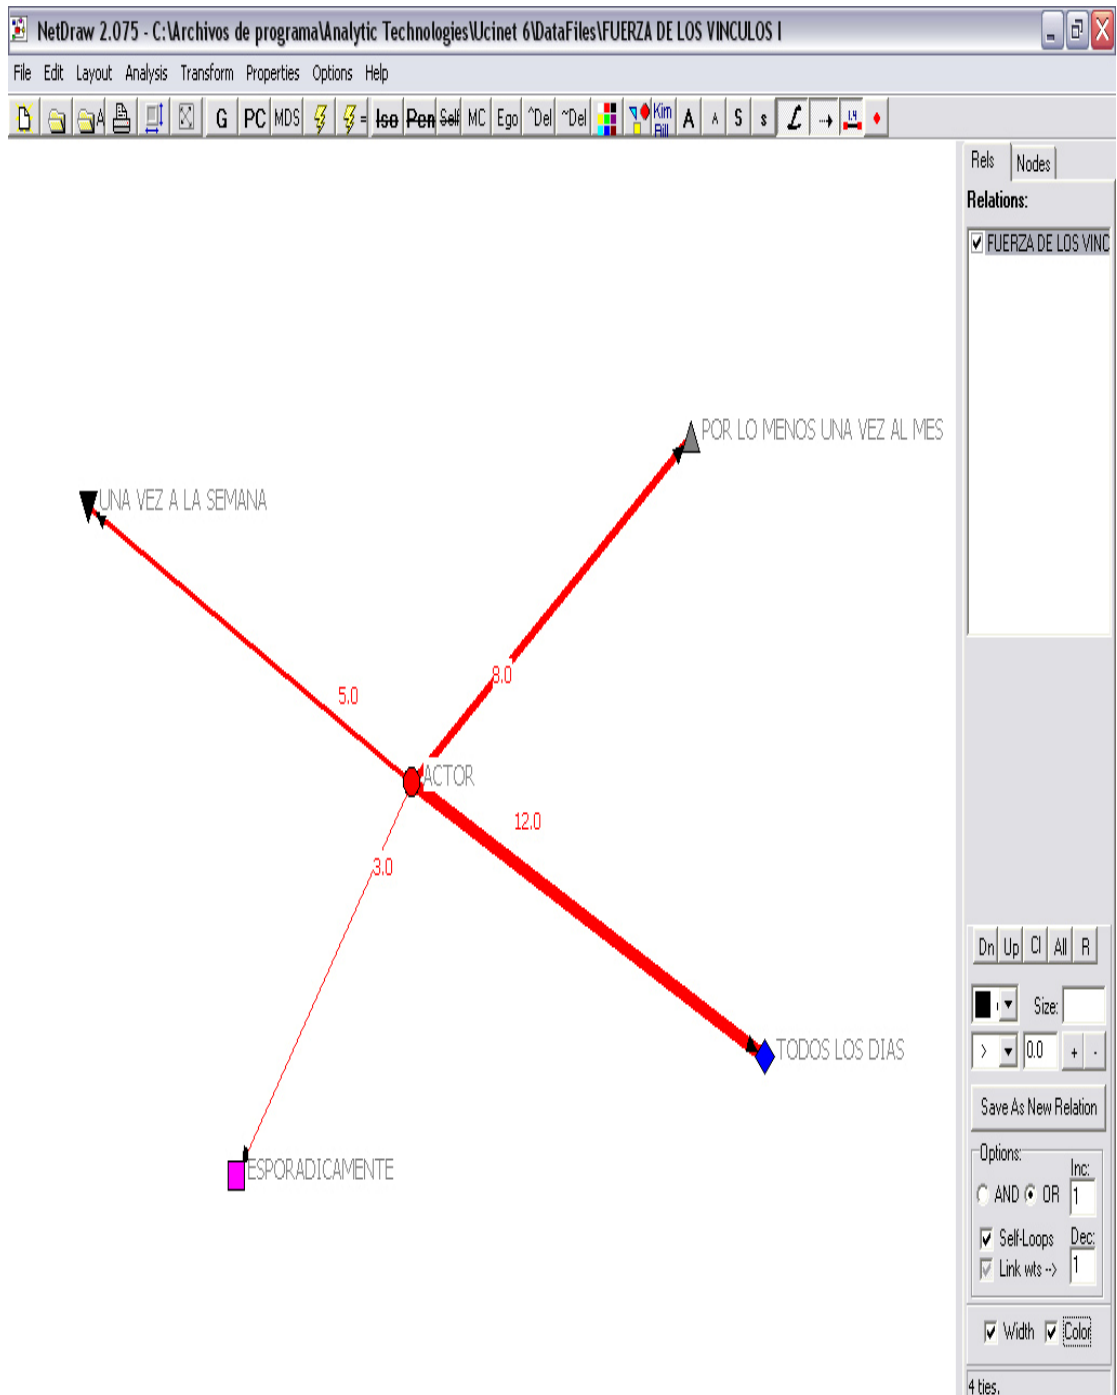 NetDraw 2.075 - C:\Archivos de programa\Analytic Technologies\Ucinet 6\DataFiles\FUERZA DE LOS VINCULOS I
File Edit Layout Analysis Transform Properties Options Help
A G PC MDS = Iso Pen Self MC Ego ^Del ~Del Kim Bill A A S s L 1.4
Rels Nodes
Relations:
FUERZA DE LOS VINC
POR LO MENOS UNA VEZ AL MES
UNA VEZ A LA SEMANA
8.0
5.0
ACTOR
12.0
3.0
TODOS LOS DIAS
ESPORADICAMENTE
Dn Up Cl All R
Size:
> 0.0 + -
Save As New Relation
Options:
Inc:
AND OR 1
Self-Loops Dec:
Link wts --> 1
Width Color
4 ties.